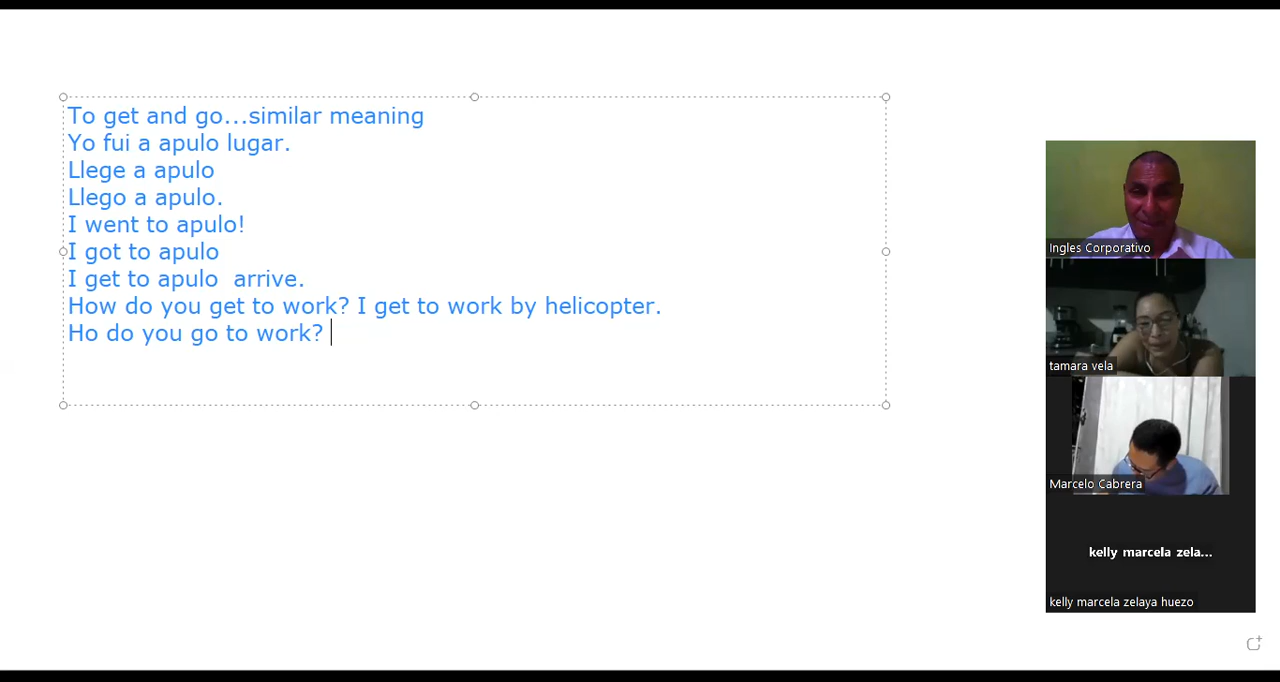 To get and go...similar meaning
Yo fui a apulo lugar.
Llege a apulo
Llego a apulo.
I went to apulo!
I got to apulo
I get to apulo  arrive.
How do you get to work? I get to work by helicopter.
Ho do you go to work?
Ingles Corporativo
tamara vela
Marcelo Cabrera
kelly marcela zela...
kelly marcela zelaya huezo